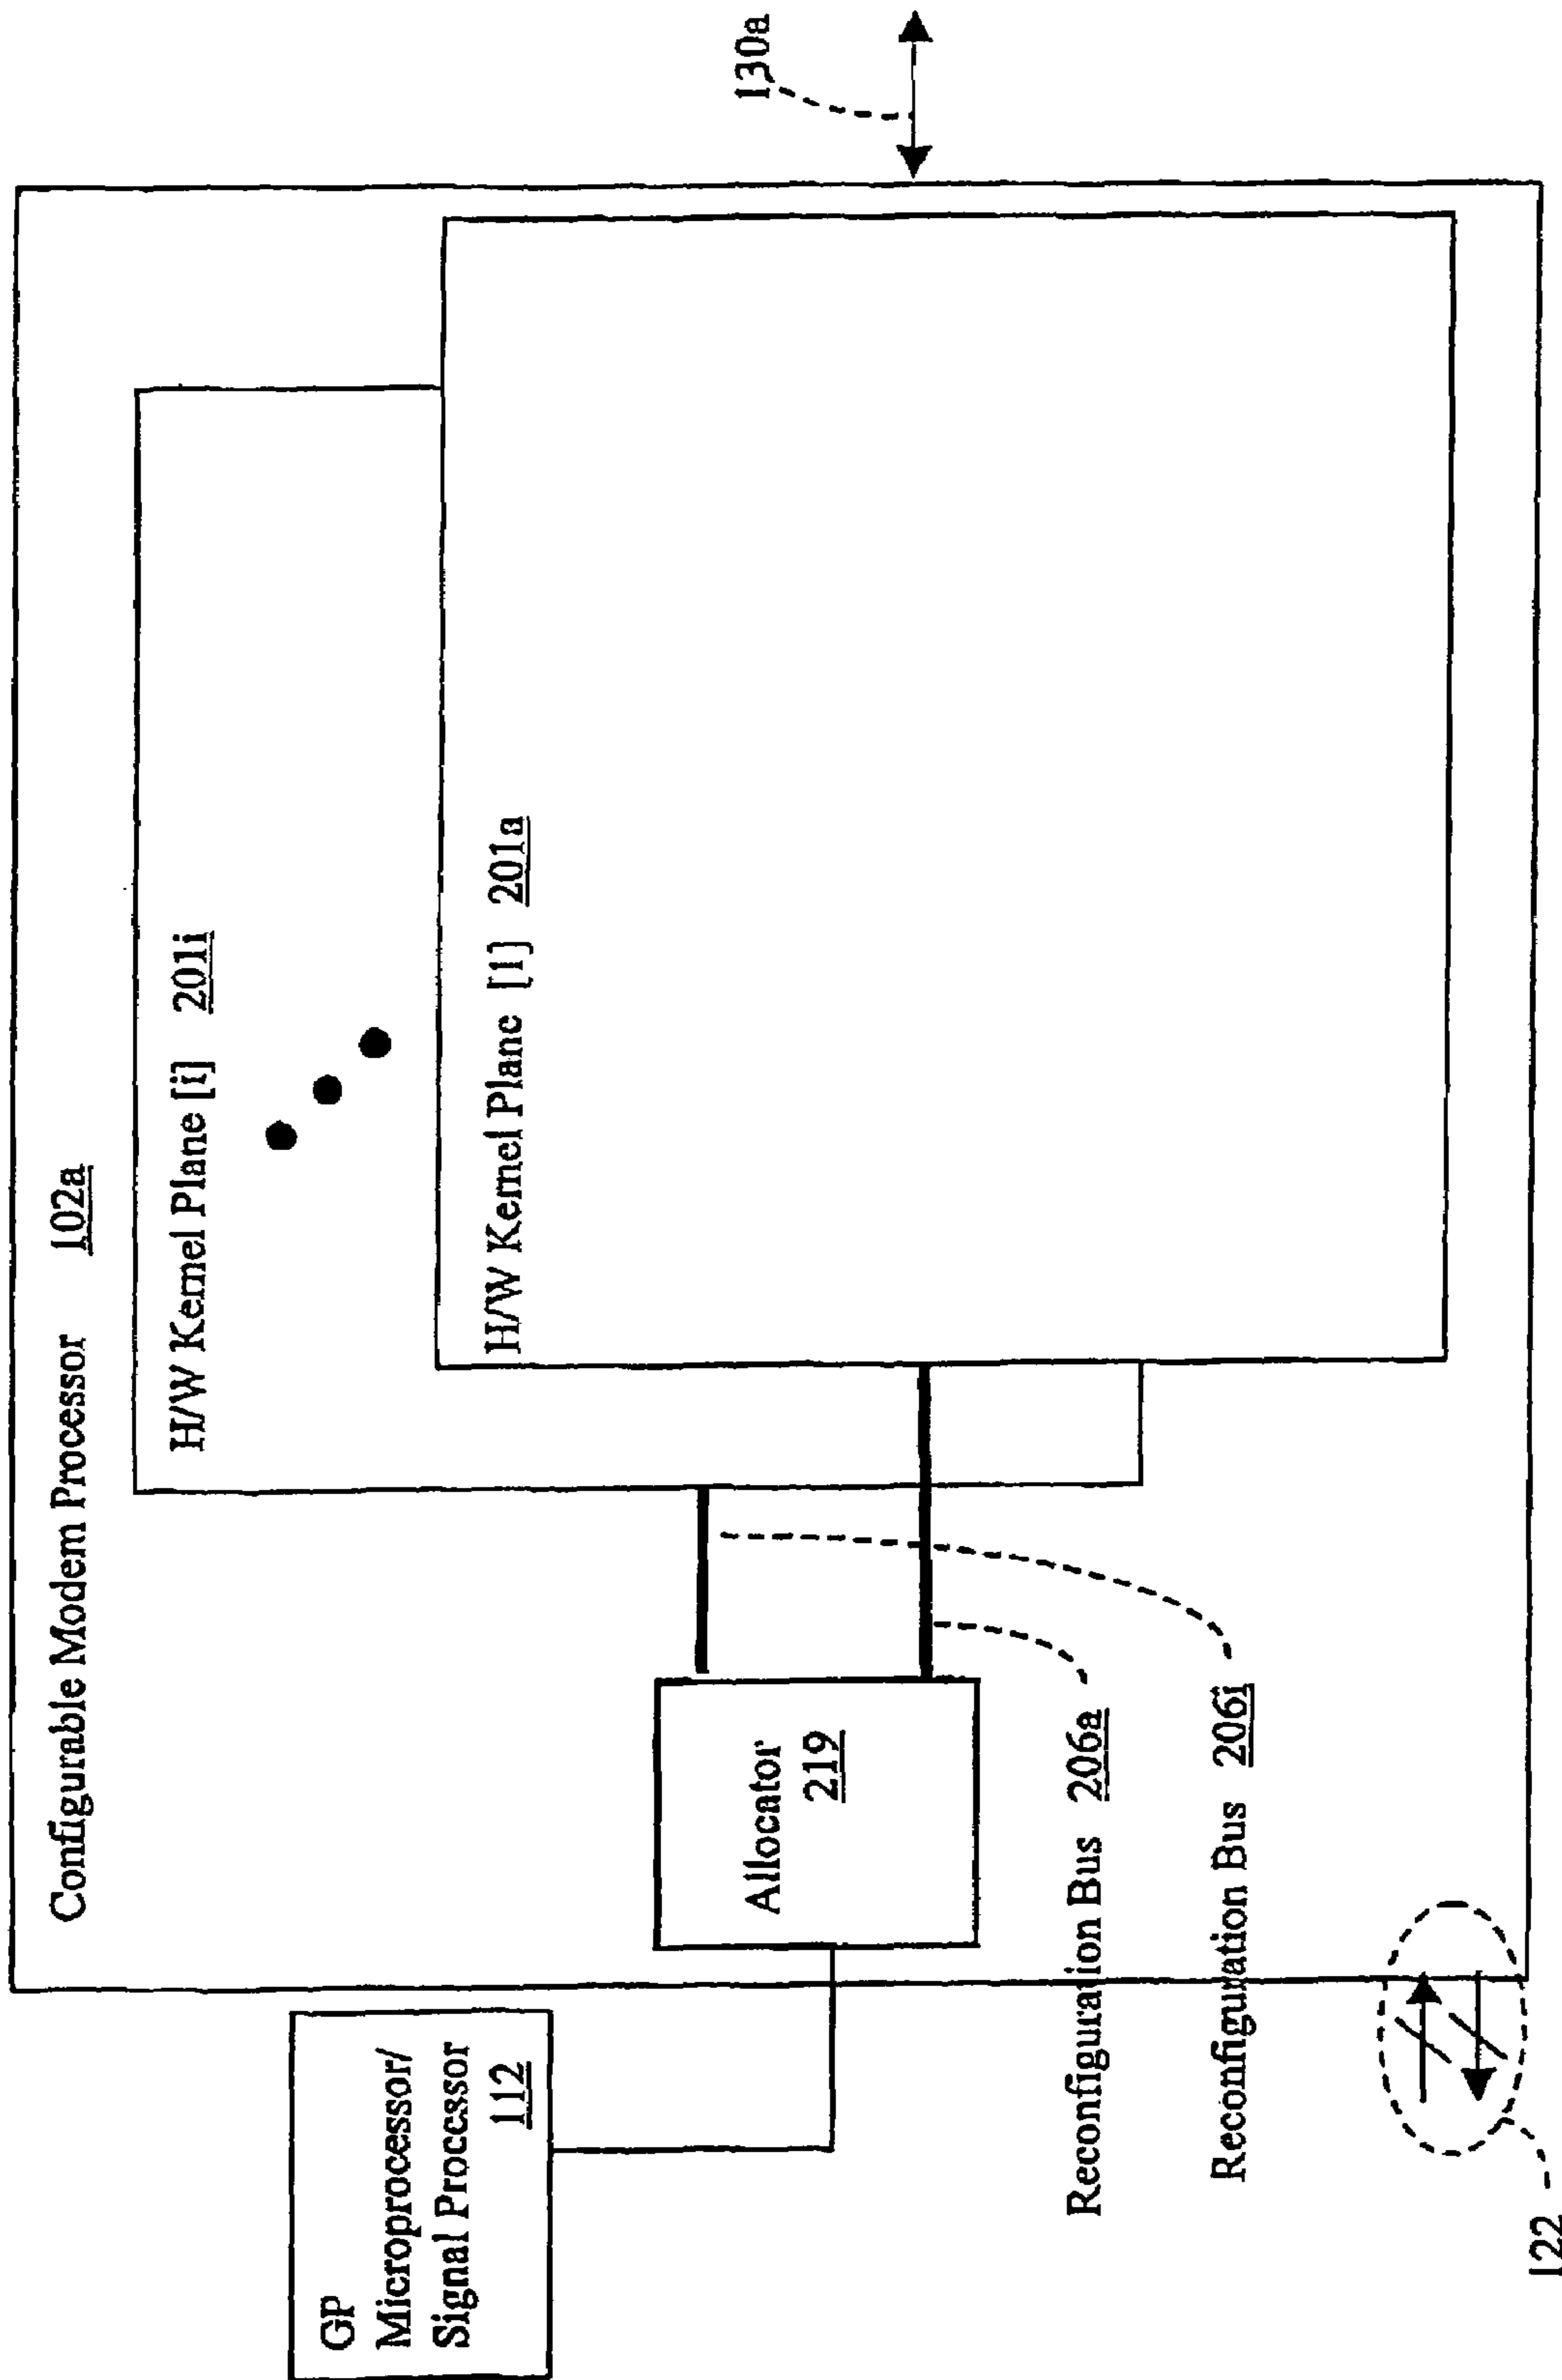 Configurable Modem Processor 102a
H/W Kernel Plane [i] 201i
H/W Kernel Plane [1] 201a
130a
GP
Microprocessor/
Signal Processor
112
Allocator
219
Reconfiguration Bus 206a
Reconfiguration Bus 206i
122